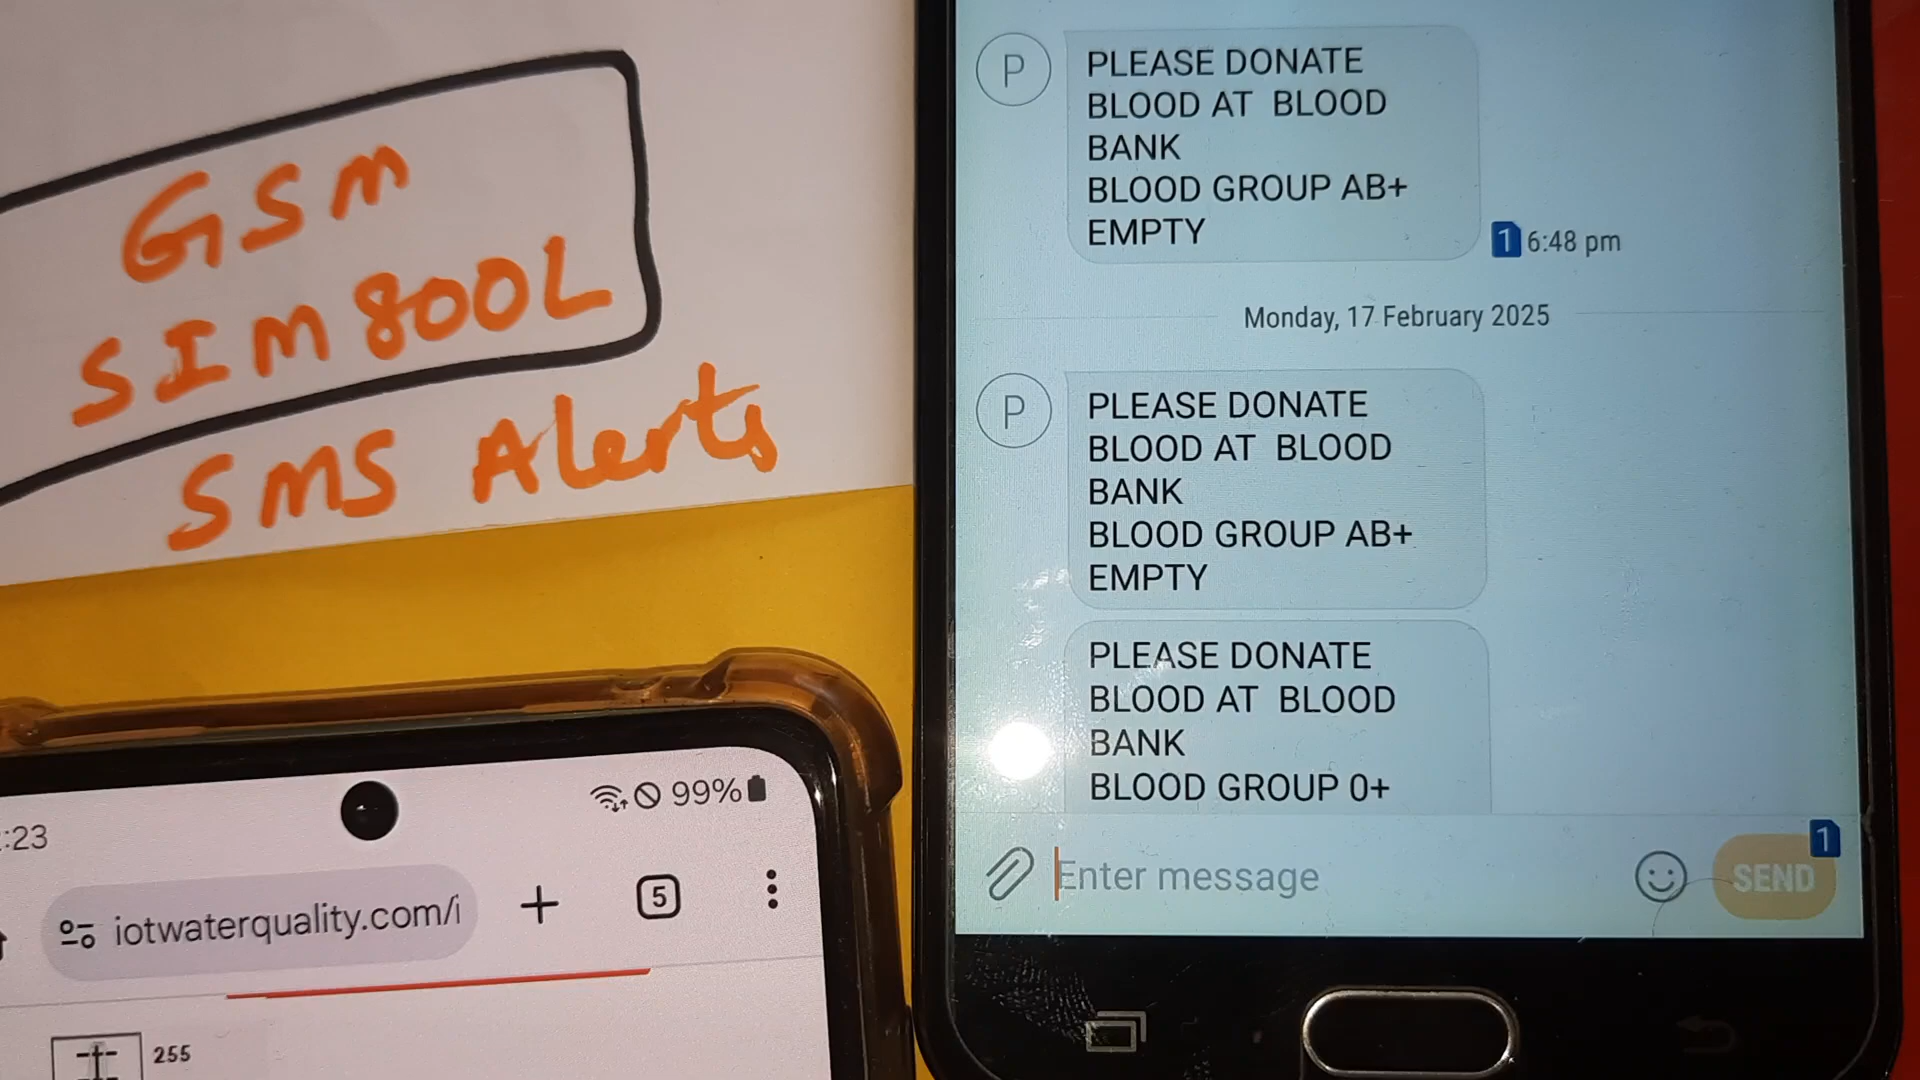 GSM
SIM800L
SMS Alerts
:23
99%
iotwaterquality.com/i
5
255
P
PLEASE DONATE
BLOOD AT  BLOOD
BANK
BLOOD GROUP AB+
EMPTY
1 6:48 pm
Monday, 17 February 2025
P
PLEASE DONATE
BLOOD AT  BLOOD
BANK
BLOOD GROUP AB+
EMPTY
PLEASE DONATE
BLOOD AT  BLOOD
BANK
BLOOD GROUP 0+
Enter message
SEND
1